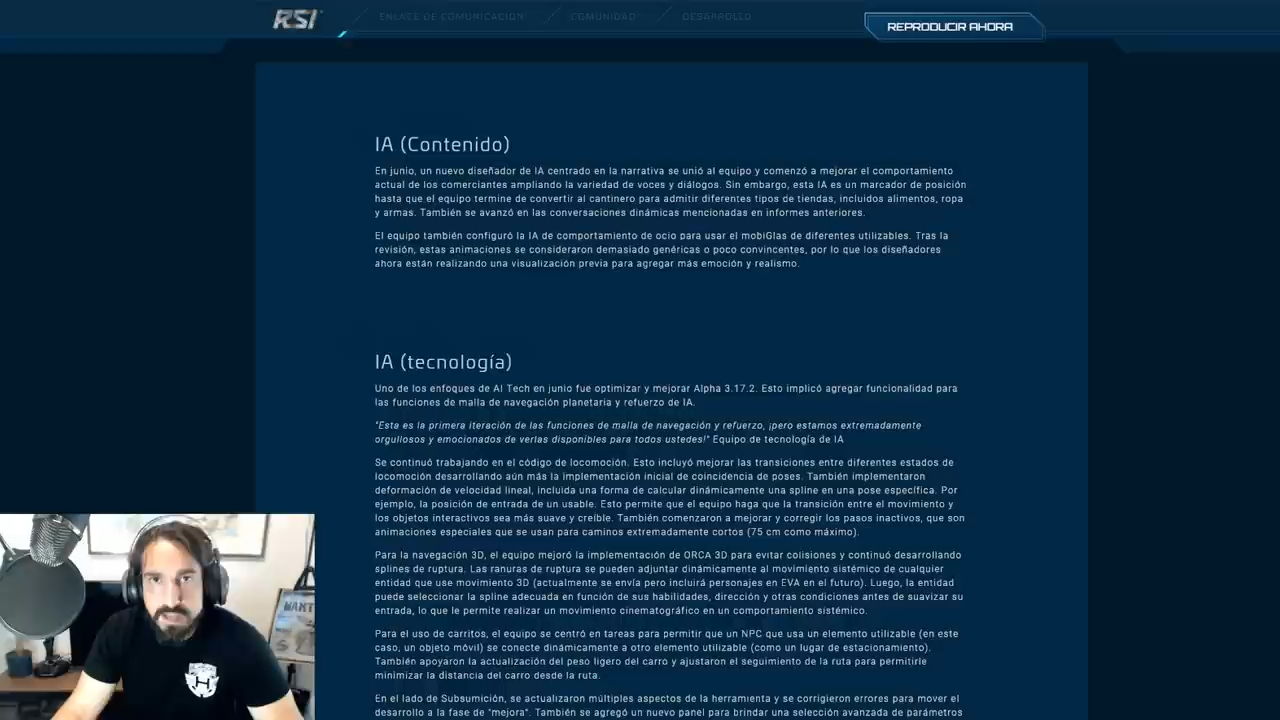 RSI
ENLACE DE COMUNICACIÓN
COMUNIDAD
DESARROLLO
REPRODUCIR AHORA
IA (Contenido)
En junio, un nuevo diseñador de IA centrado en la narrativa se unió al equipo y comenzó a mejorar el comportamiento
actual de los comerciantes ampliando la variedad de voces y diálogos. Sin embargo, esta IA es un marcador de posición
hasta que el equipo termine de convertir al cantinero para admitir diferentes tipos de tiendas, incluidos alimentos, ropa
y armas. También se avanzó en las conversaciones dinámicas mencionadas en informes anteriores.
El equipo también configuró la IA de comportamiento de ocio para usar el mobiGlas de diferentes utilizables. Tras la
revisión, estas animaciones se consideraron demasiado genéricas o poco convincentes, por lo que los diseñadores
ahora están realizando una visualización previa para agregar más emoción y realismo.
IA (tecnología)
Uno de los enfoques de AI Tech en junio fue optimizar y mejorar Alpha 3.17.2. Esto implicó agregar funcionalidad para
las funciones de malla de navegación planetaria y refuerzo de IA.
"Esta es la primera iteración de las funciones de malla de navegación y refuerzo, ¡pero estamos extremadamente
orgullosos y emocionados de verlas disponibles para todos ustedes!" Equipo de tecnología de IA
Se continuó trabajando en el código de locomoción. Esto incluyó mejorar las transiciones entre diferentes estados de
locomoción desarrollando aún más la implementación inicial de coincidencia de poses. También implementaron
deformación de velocidad lineal, incluida una forma de calcular dinámicamente una spline en una pose específica. Por
ejemplo, la posición de entrada de un usable. Esto permite que el equipo haga que la transición entre el movimiento y
los objetos interactivos sea más suave y creíble. También comenzaron a mejorar y corregir los pasos inactivos, que son
animaciones especiales que se usan para caminos extremadamente cortos (75 cm como máximo).
Para la navegación 3D, el equipo mejoró la implementación de ORCA 3D para evitar colisiones y continuó desarrollando
splines de ruptura. Las ranuras de ruptura se pueden adjuntar dinámicamente al movimiento sistémico de cualquier
entidad que use movimiento 3D (actualmente se envía pero incluirá personajes en EVA en el futuro). Luego, la entidad
puede seleccionar la spline adecuada en función de sus habilidades, dirección y otras condiciones antes de suavizar su
entrada, lo que le permite realizar un movimiento cinematográfico en un comportamiento sistémico.
Para el uso de carritos, el equipo se centró en tareas para permitir que un NPC que usa un elemento utilizable (en este
caso, un objeto móvil) se conecte dinámicamente a otro elemento utilizable (como un lugar de estacionamiento).
También apoyaron la actualización del peso ligero del carro y ajustaron el seguimiento de la ruta para permitirle
minimizar la distancia del carro desde la ruta.
En el lado de Subsumición, se actualizaron múltiples aspectos de la herramienta y se corrigieron errores para mover el
desarrollo a la fase de "mejora". También se agregó un nuevo panel para brindar una selección avanzada de parámetros
WANT